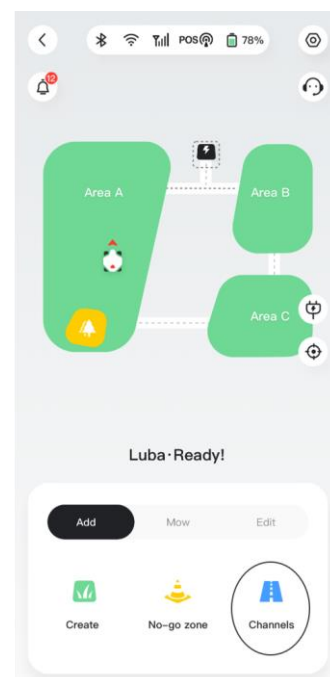 POS 78%
12
Area A
Area B
Area C
Luba·Ready!
Add Mow Edit
Create No-go zone Channels